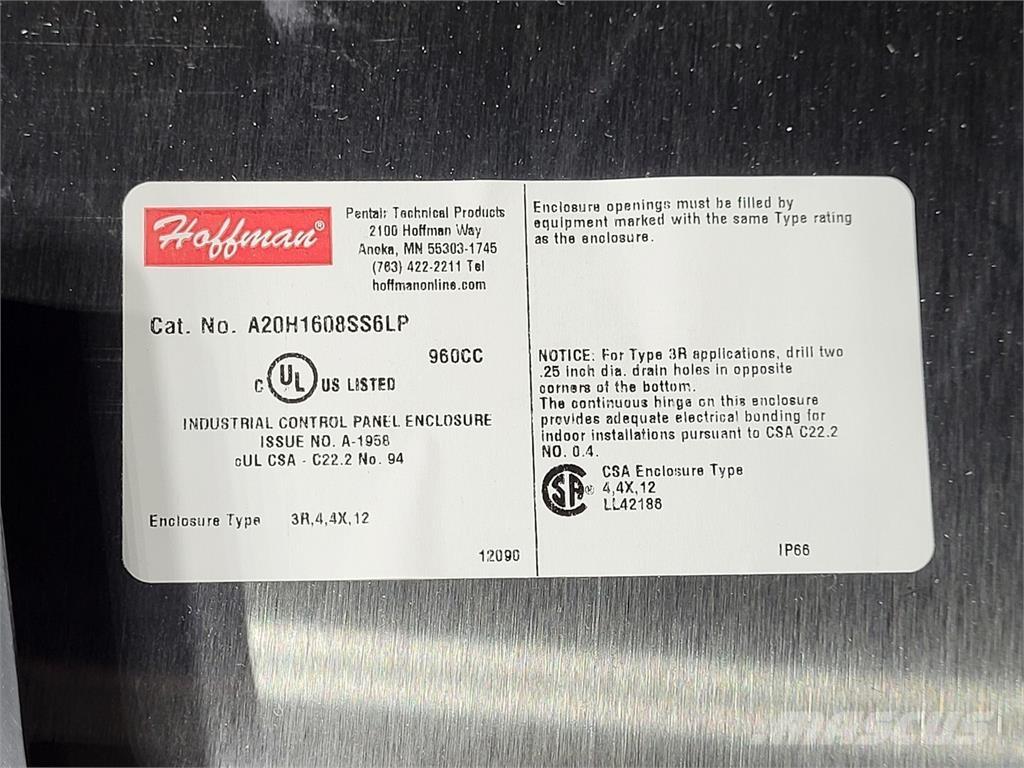 Hoffman®
Pentair Technical Products
2100 Hoffman Way
Anoka, MN 55303-1745
(763) 422-2211 Tel
hoffmanonline.com
Cat. No. A20H1608SS6LP
960CC
C UL US LISTED
INDUSTRIAL CONTROL PANEL ENCLOSURE
ISSUE NO. A-1958
cUL CSA - C22.2 No. 94
Enclosure Type 3R,4,4X,12
12090
Enclosure openings must be filled by
equipment marked with the same Type rating
as the enclosure.
NOTICE: For Type 3R applications, drill two
.25 inch dia. drain holes in opposite
corners of the bottom.
The continuous hinge on this enclosure
provides adequate electrical bonding for
indoor installations pursuant to CSA C22.2
NO. 0.4.
SA® CSA Enclosure Type
4,4X,12
LL42186
IP66
MASCUS